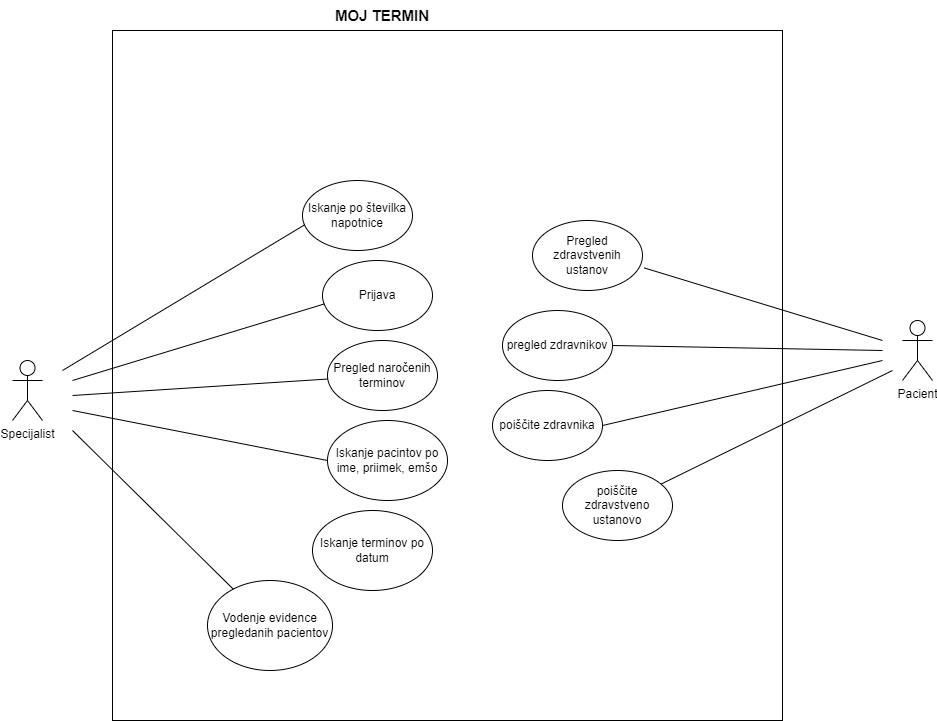 MOJ TERMIN
Iskanje po številka
napotnice
Prijava
Pregled naročenih
terminov
Iskanje pacintov po
ime, priimek, emšo
Iskanje terminov po
datum
Vodenje evidence
pregledanih pacientov
Specijalist
Pregled
zdravstvenih
ustanov
pregled zdravnikov
poiščite zdravnika
poiščite
zdravstveno
ustanovo
Pacient